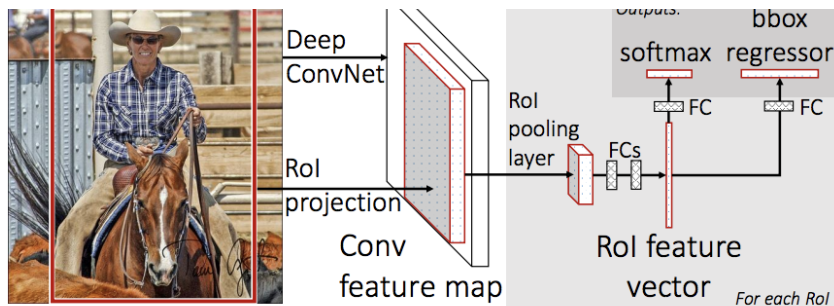 Outputs:
bbox
softmax
regressor
Deep
ConvNet
FC
FC
RoI
pooling
layer
FCs
RoI
projection
Conv
feature map
RoI feature
vector
For each RoI